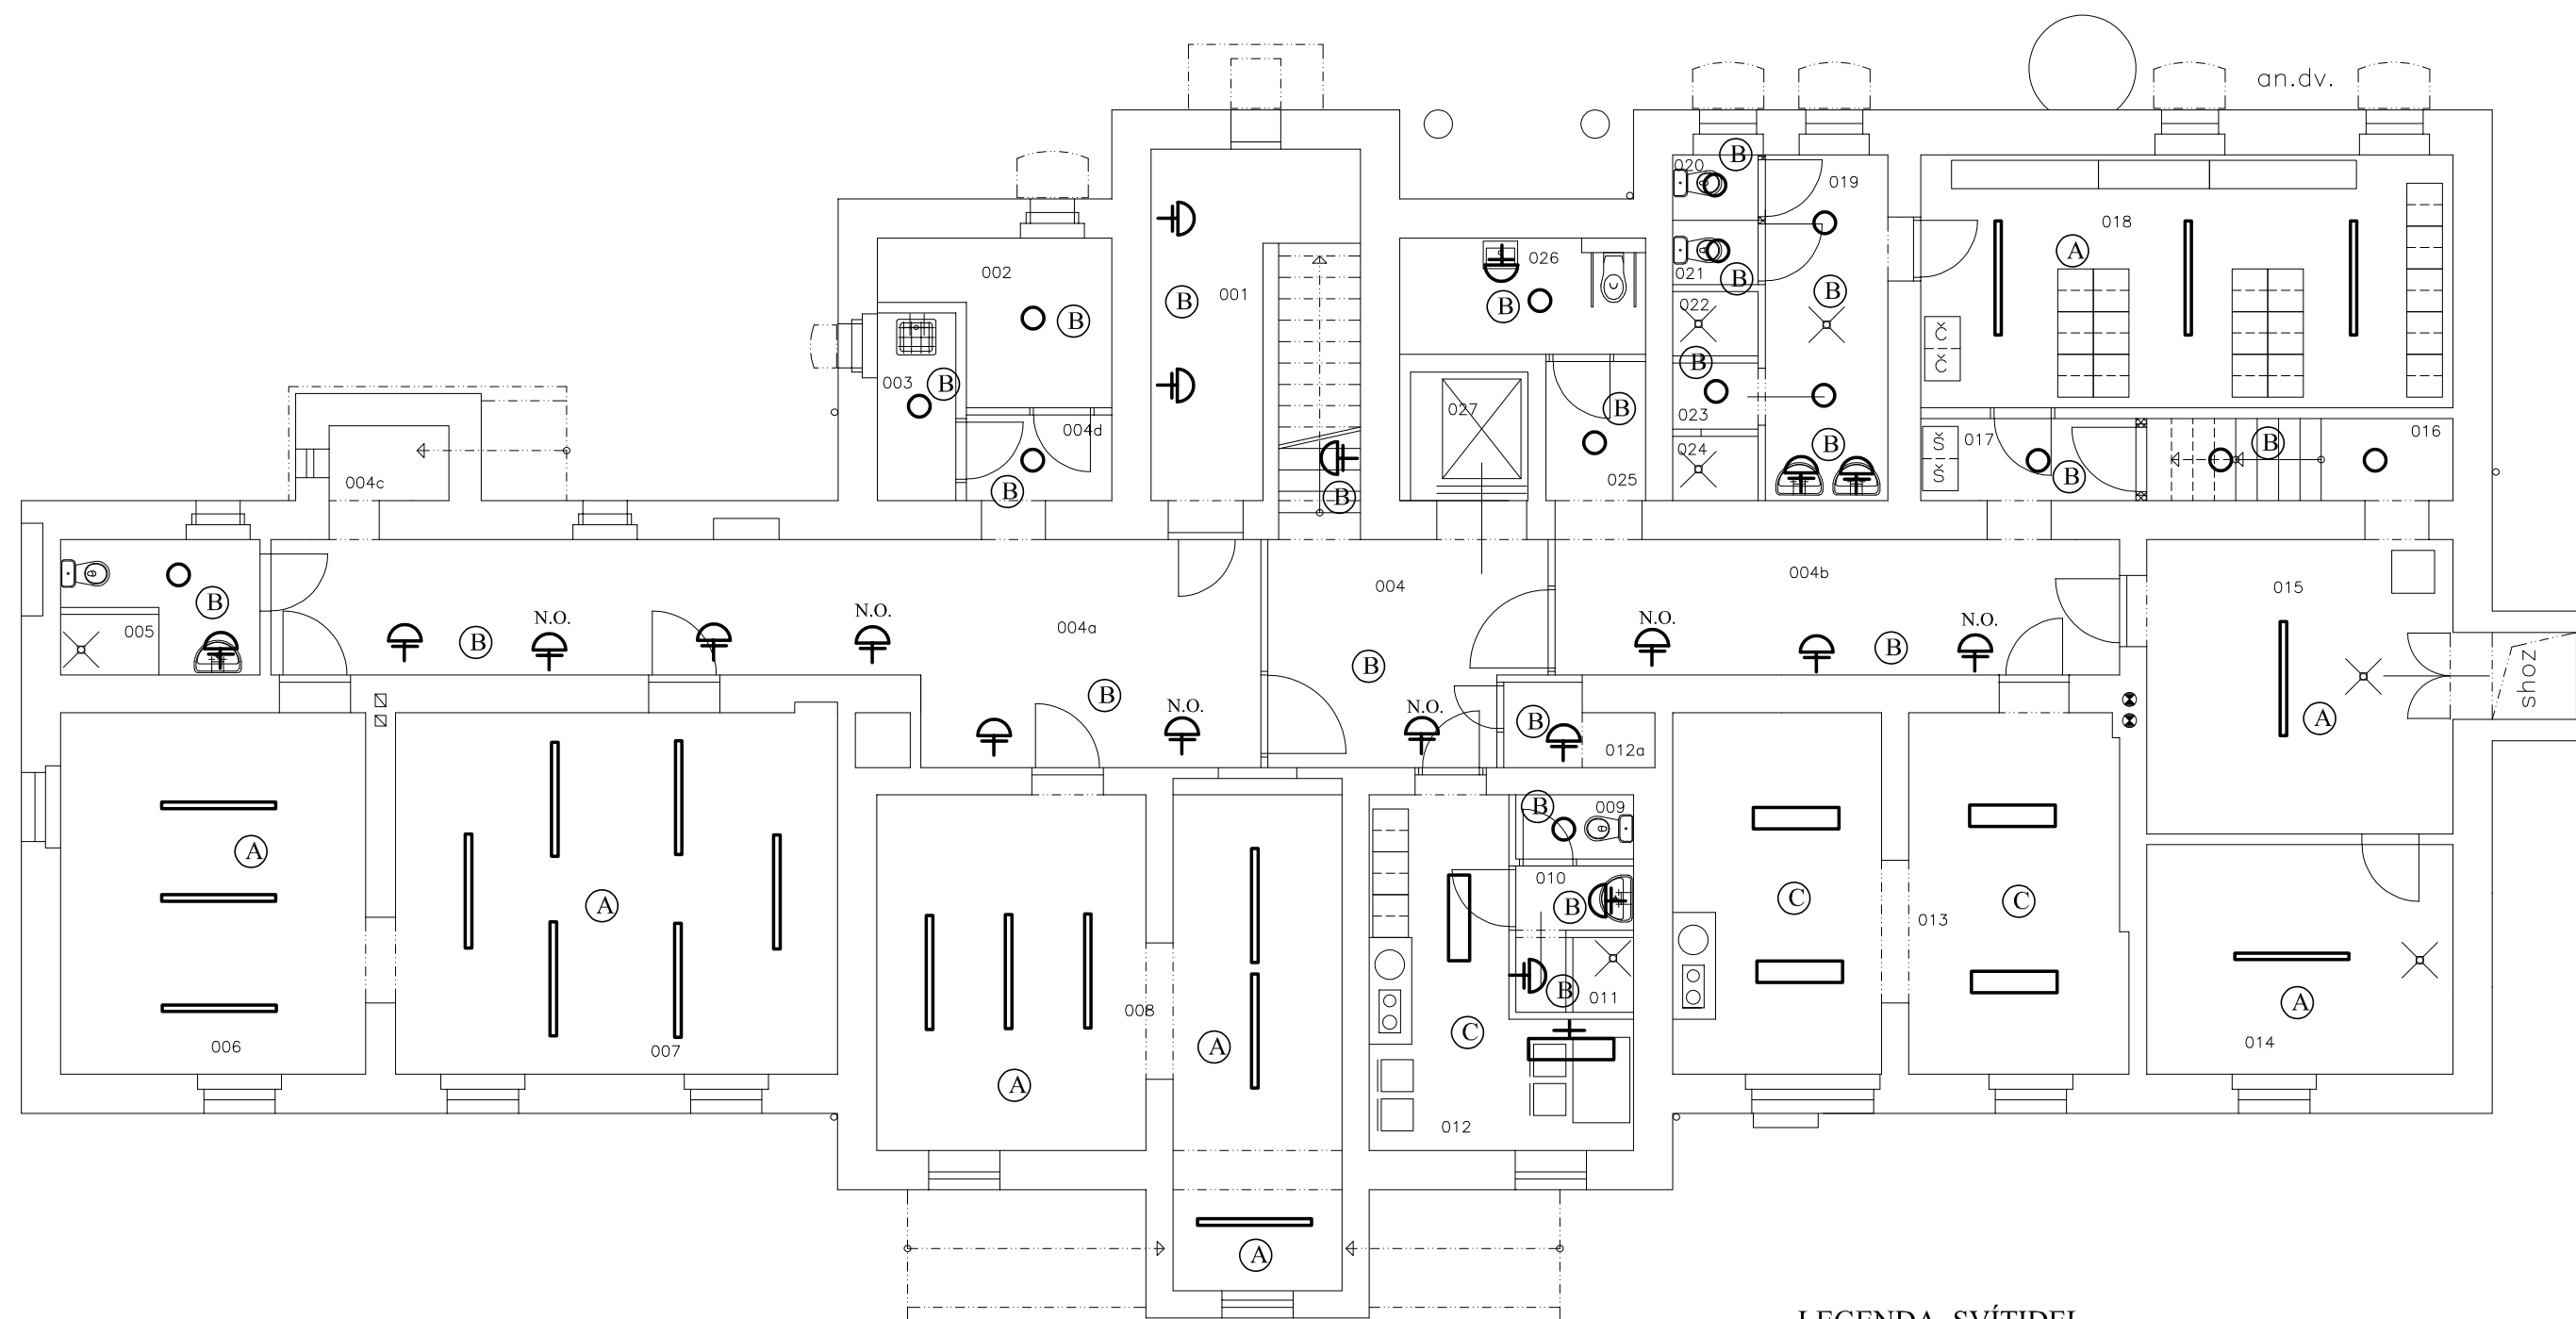 an.dv.
020
B
019
018
A
002
B
001
B
026
B
021
B
022
B
B
003
B
004d
B
027
B
025
B
023
024
B
Č
Č
Š
Š
017
B
B
016
004c
B
B
005
B
N.O.
N.O.
004a
B
N.O.
004
B
N.O.
004b
N.O.
B
N.O.
015
A
shoz
B
012a
A
006
A
007
008
A
A
A
B
009
010
B
B
011
C
012
C
013
C
A
014
LEGENDA SVÍTIDEL